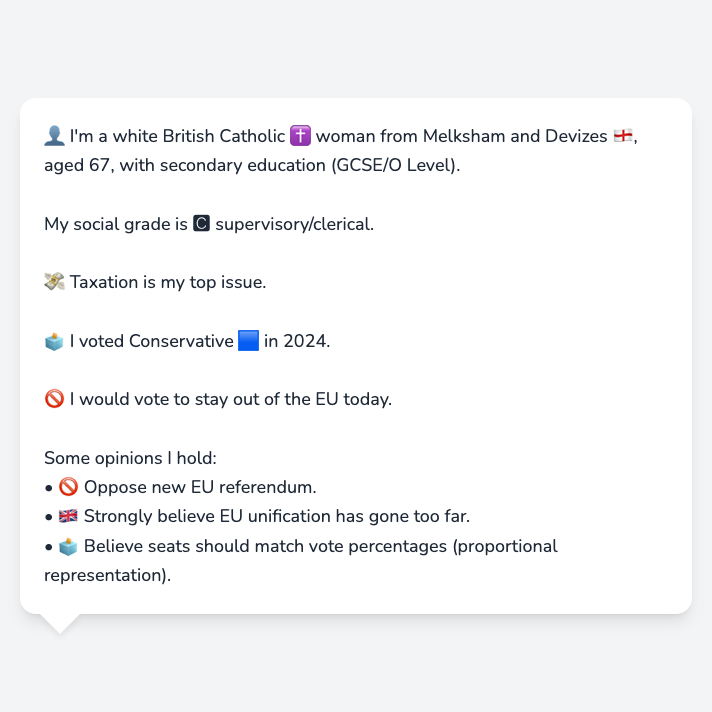 👤 I'm a white British Catholic ✝️ woman from Melksham and Devizes 🏴󠁧󠁢󠁥󠁮󠁧󠁿,
aged 67, with secondary education (GCSE/O Level).
My social grade is 🅲 supervisory/clerical.
💸 Taxation is my top issue.
🗳️ I voted Conservative 🟦 in 2024.
🚫 I would vote to stay out of the EU today.
Some opinions I hold:
• 🚫 Oppose new EU referendum.
• 🇬🇧 Strongly believe EU unification has gone too far.
• 🗳️ Believe seats should match vote percentages (proportional
representation).